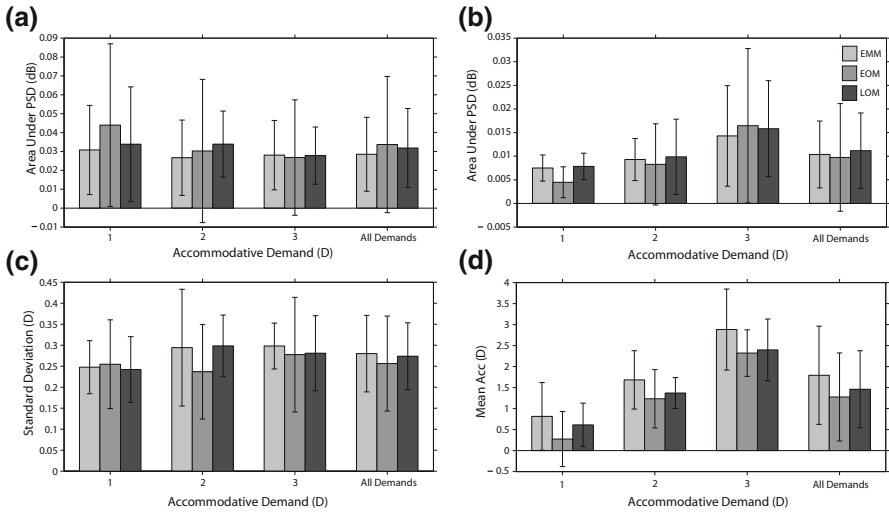 (a)
Area Under PSD (dB)
0.09
0.08
0.07
0.06
0.05
0.04
0.03
0.02
0.01
0
− 0.01
1 2 3 All Demands
Accommodative Demand (D)
(b)
Area Under PSD (dB)
0.035
0.03
0.025
0.02
0.015
0.01
0.005
0
− 0.005
EMM
EOM
LOM
1 2 3 All Demands
Accommodative Demand (D)
(c)
Standard Deviation (D)
0.45
0.4
0.35
0.3
0.25
0.2
0.15
0.1
0.05
0
1 2 3 All Demands
Accommodative Demand (D)
(d)
Mean Acc (D)
4
3.5
3
2.5
2
1.5
1
0.5
0
− 0.5
1 2 3 All Demands
Accommodative Demand (D)